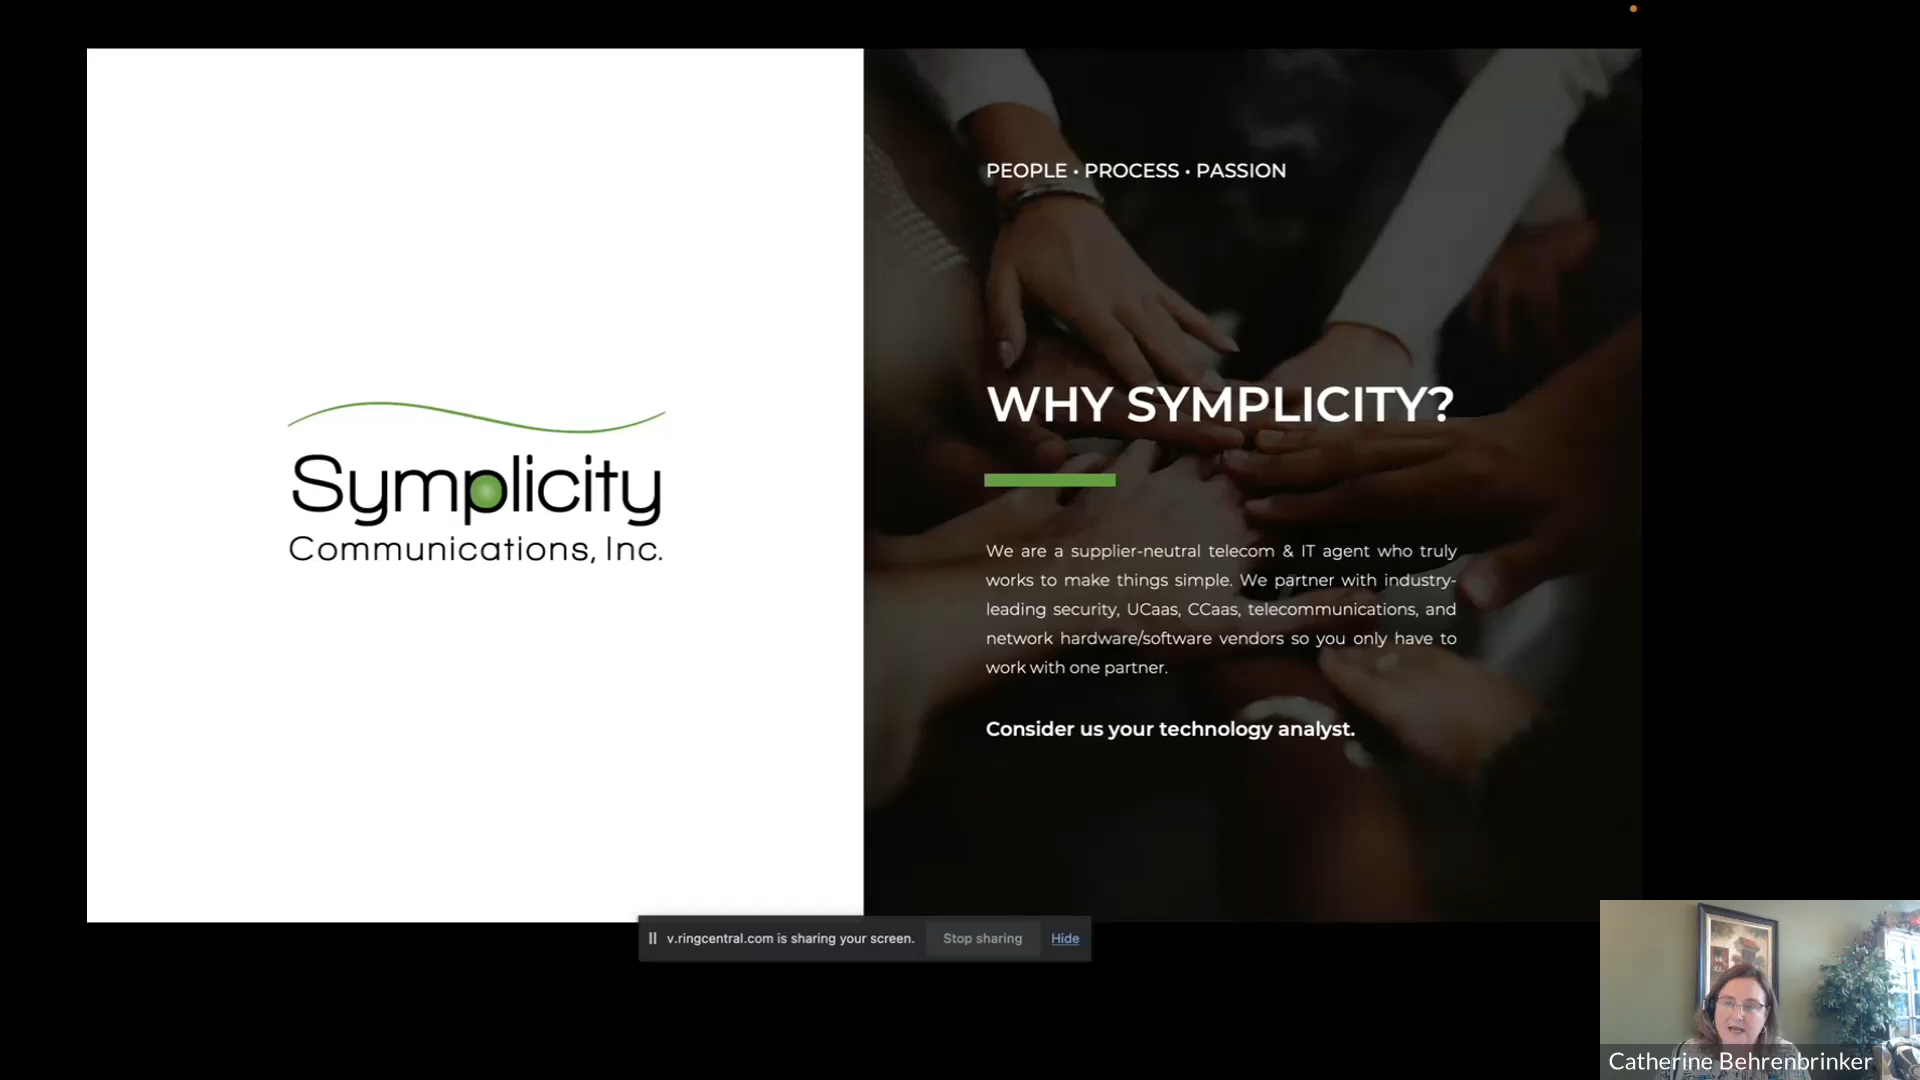 Symplicity
Communications, Inc.
PEOPLE • PROCESS • PASSION
WHY SYMPLICITY?
We are a supplier-neutral telecom & IT agent who truly
works to make things simple. We partner with industry-
leading security, UCaas, CCaas, telecommunications, and
network hardware/software vendors so you only have to
work with one partner.
Consider us your technology analyst.
v.ringcentral.com is sharing your screen.
Stop sharing
Hide
Catherine Behrenbrinker